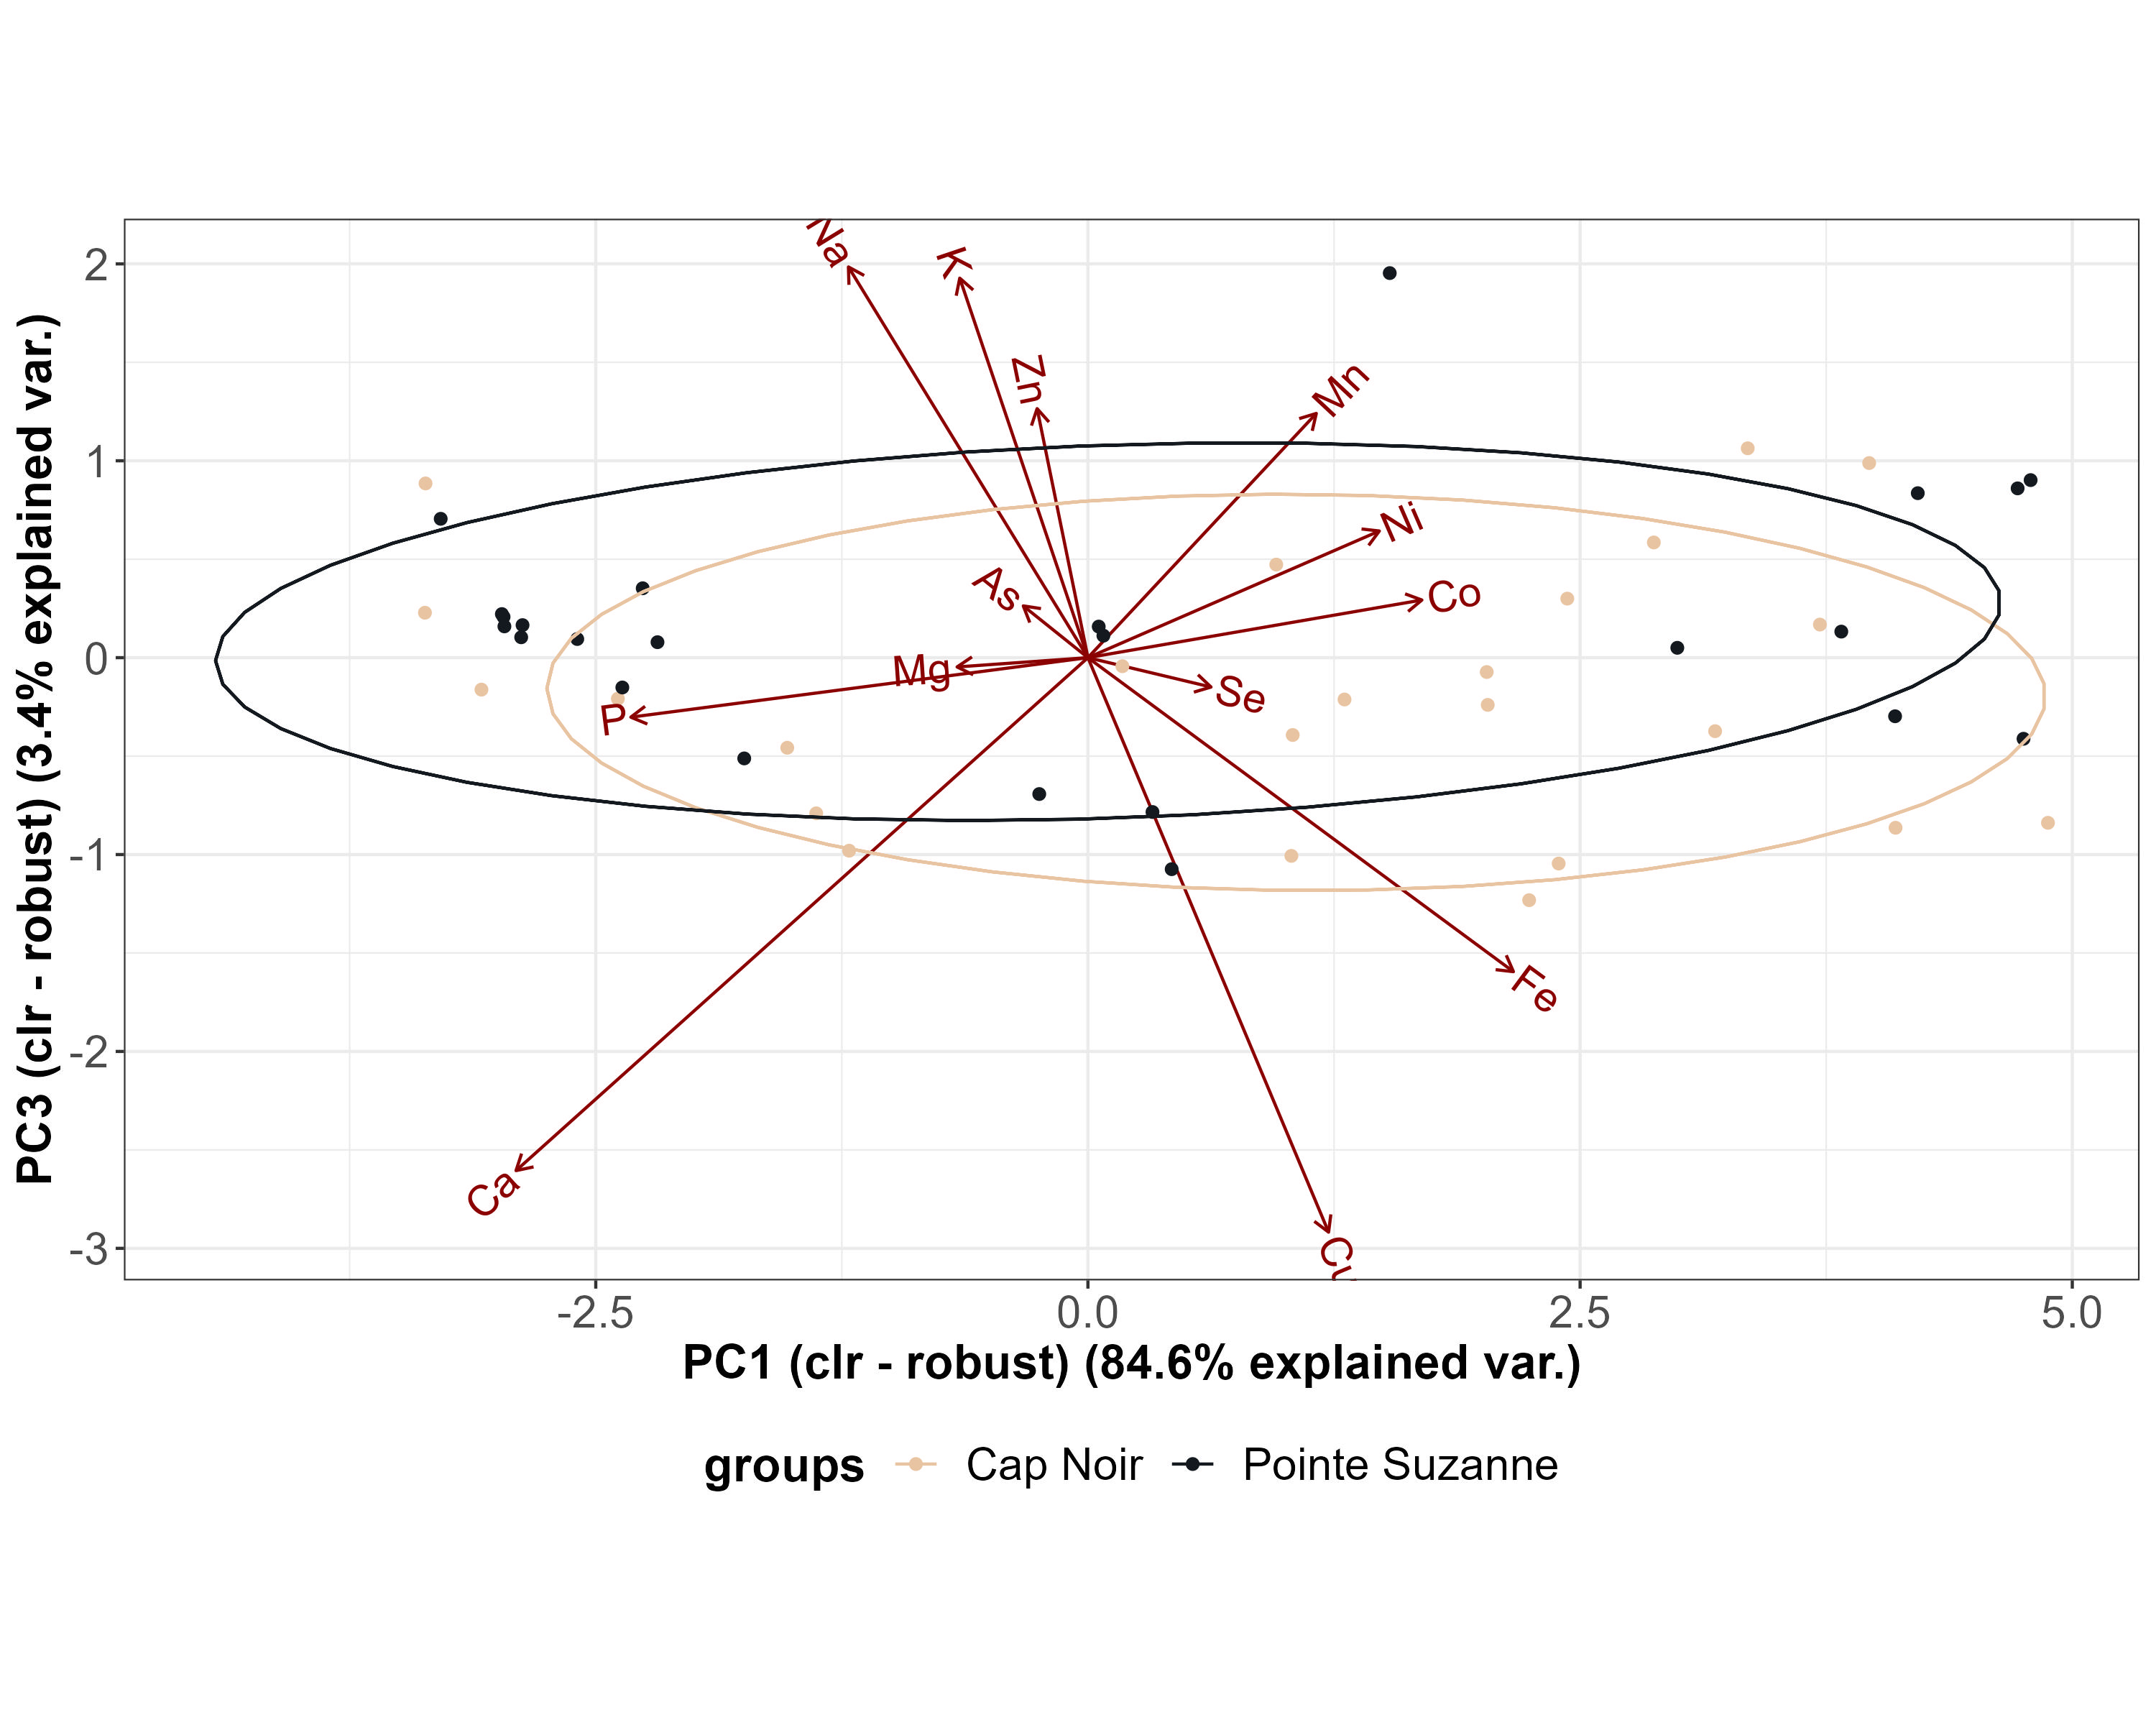 Na
K
2
Zn
Mn
1
Ni
As
Co
0
Mg
Se
P
-1
Fe
-2
Ca
-3
PC3 (clr - robust) (3.4% explained var.)
-2.5 0.0 2.5 5.0
PC1 (clr - robust) (84.6% explained var.)
groups Cap Noir Pointe Suzanne